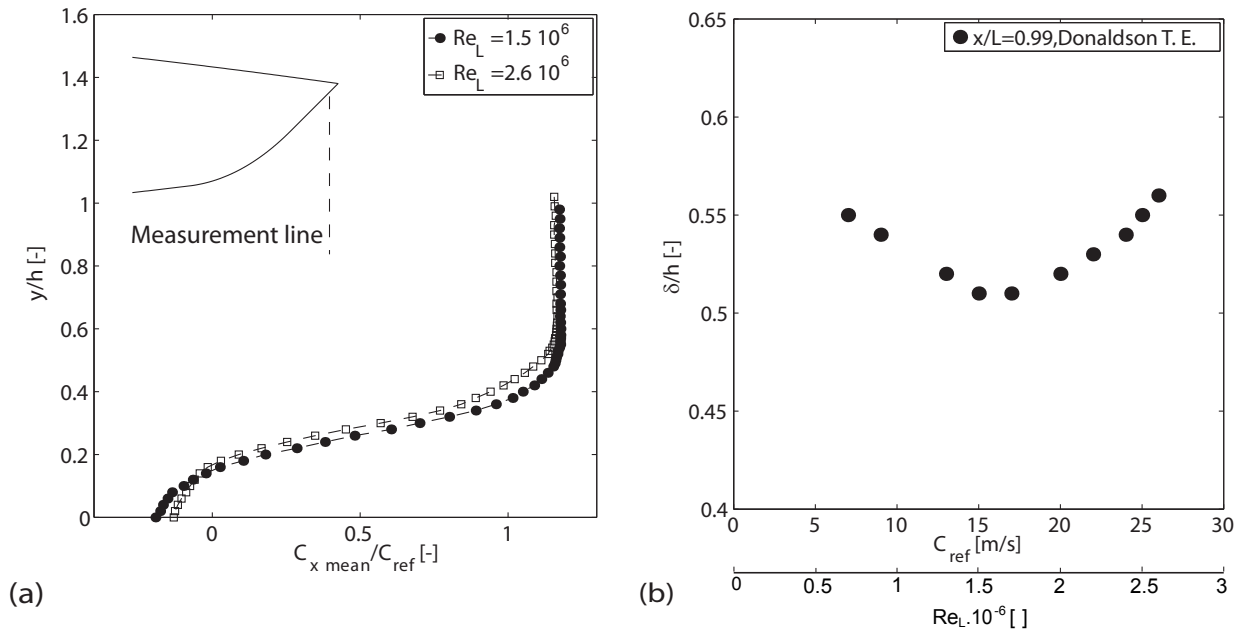 1.6
1.4
1.2
1
0.8
0.6
0.4
0.2
0
y/h [-]
Re_L =1.5 10^6
Re_L =2.6 10^6
Measurement line
0
0.5
1
C_x mean/C_ref [-]
(a)
0.65
0.6
0.55
0.5
0.45
0.4
δ/h [-]
x/L=0.99,Donaldson T. E.
0
5
10
15
20
25
30
C_ref [m/s]
0
0.5
1
1.5
2
2.5
3
Re_L.10^-6 [ ]
(b)